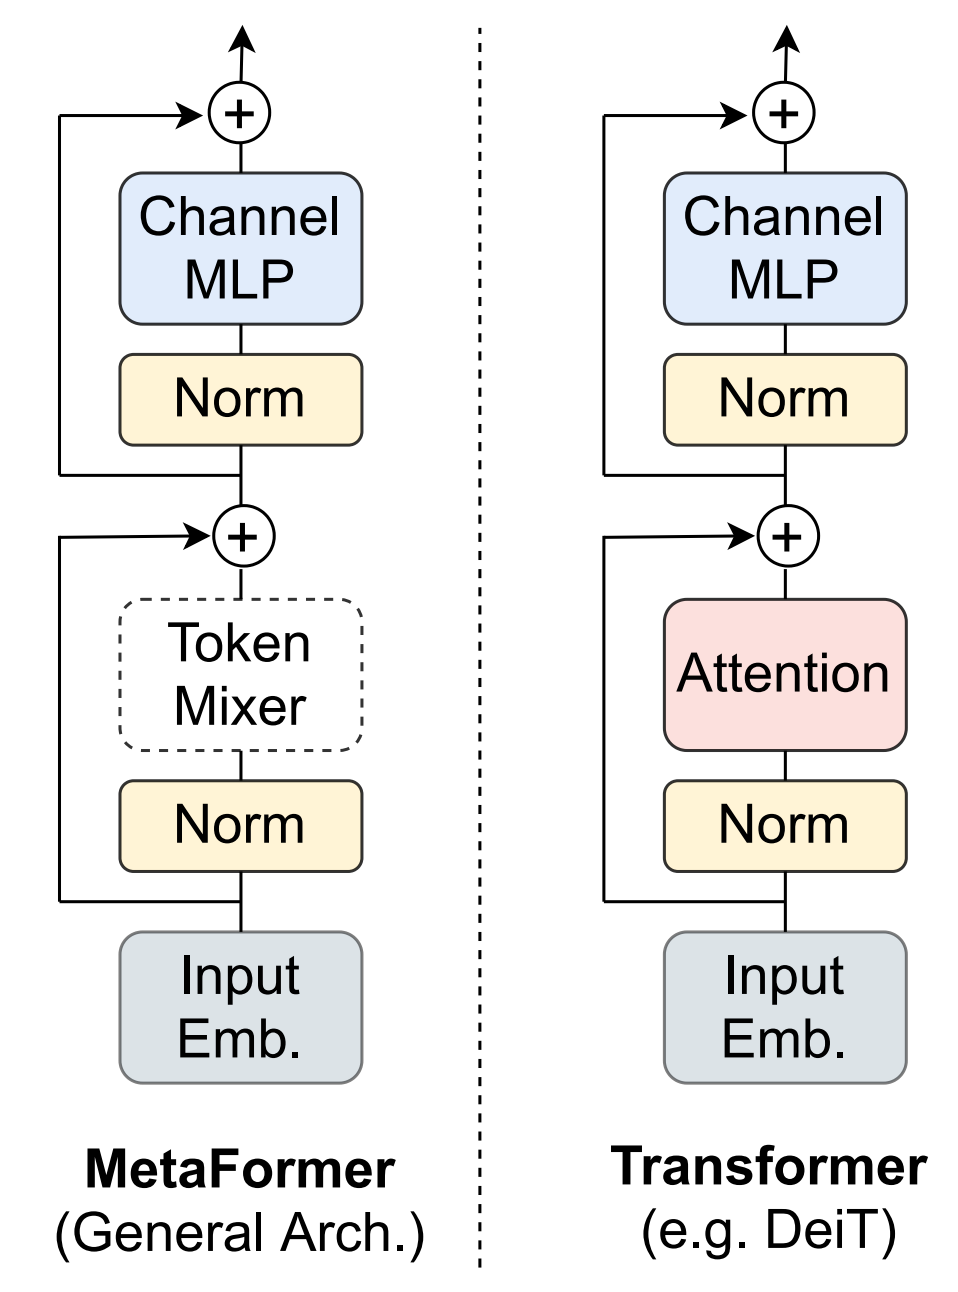 +
Channel
MLP
Norm
+
Token
Mixer
Norm
Input
Emb.
MetaFormer
(General Arch.)
+
Channel
MLP
Norm
+
Attention
Norm
Input
Emb.
Transformer
(e.g. DeiT)